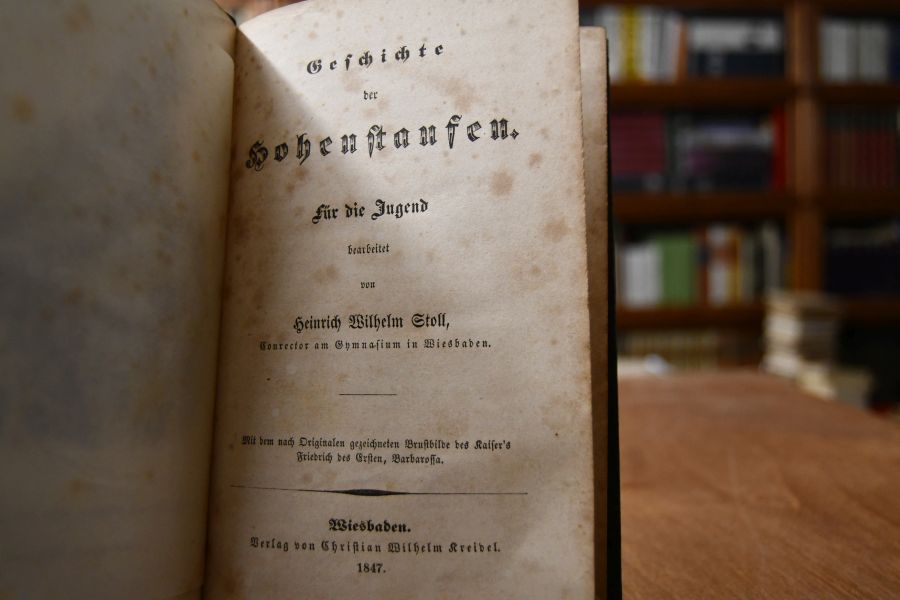 Geschichte
der
Hohenstaufen.
Für die Jugend
bearbeitet
von
Heinrich Wilhelm Stoll,
Conrector am Gymnasium in Wiesbaden.
Mit dem nach Originalen gezeichneten Brustbilde des Kaiser's
Friedrich des Ersten, Barbarossa.
Wiesbaden.
Verlag von Christian Wilhelm Kreidel.
1847.